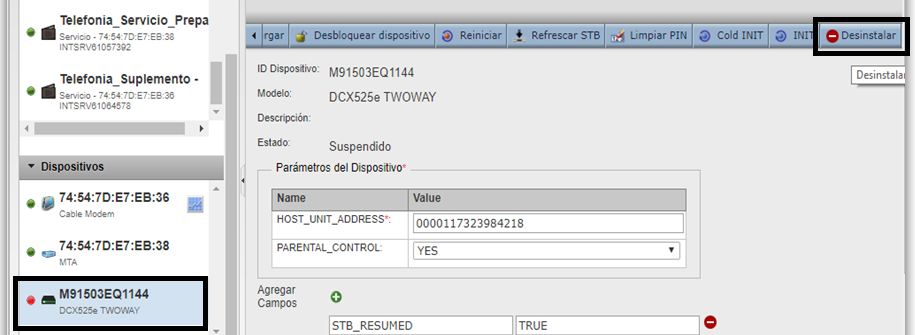 Telefonia_Servicio_Prepa
Servicio - 74:54:7D:E7:EB:38
INTSRV61057392
Telefonia_Suplemento -
Servicio - 74:54:7D:E7:EB:36
INTSRV61064578
Dispositivos
74:54:7D:E7:EB:36
Cable Modem
74:54:7D:E7:EB:38
MTA
M91503EQ1144
DCX525e TWOWAY
rgar Desbloquear dispositivo Reiniciar Refrescar STB Limpiar PIN Cold INIT INIT Desinstalar
Desinstalar
ID Dispositivo: M91503EQ1144
Modelo: DCX525e TWOWAY
Descripción:
Estado: Suspendido
Parámetros del Dispositivo*
Name Value
HOST_UNIT_ADDRESS*: 0000117323984218
PARENTAL_CONTROL: YES
Agregar
Campos
STB_RESUMED TRUE